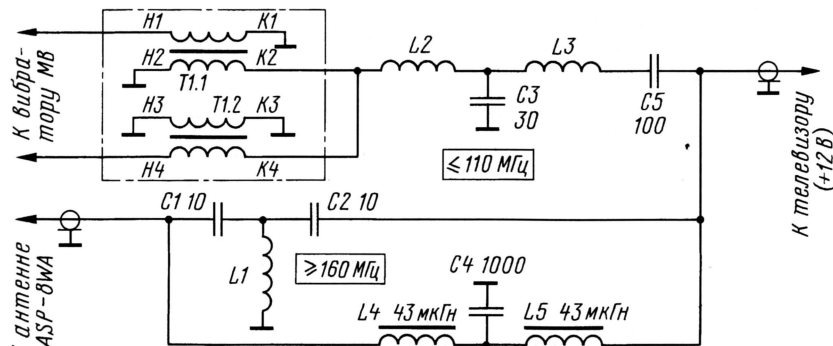 К вибра-
тору МВ
H1 K1
H2 K2
T1.1
H3 T1.2 K3
H4 K4
L2
L3
C3
30
C5
100
≤110 МГц
К телевизору
(+12 В)
антенне
ASP-8WA
C1 10
C2 10
L1
≥160 МГц
C4 1000
L4 43 мкГн
L5 43 мкГн